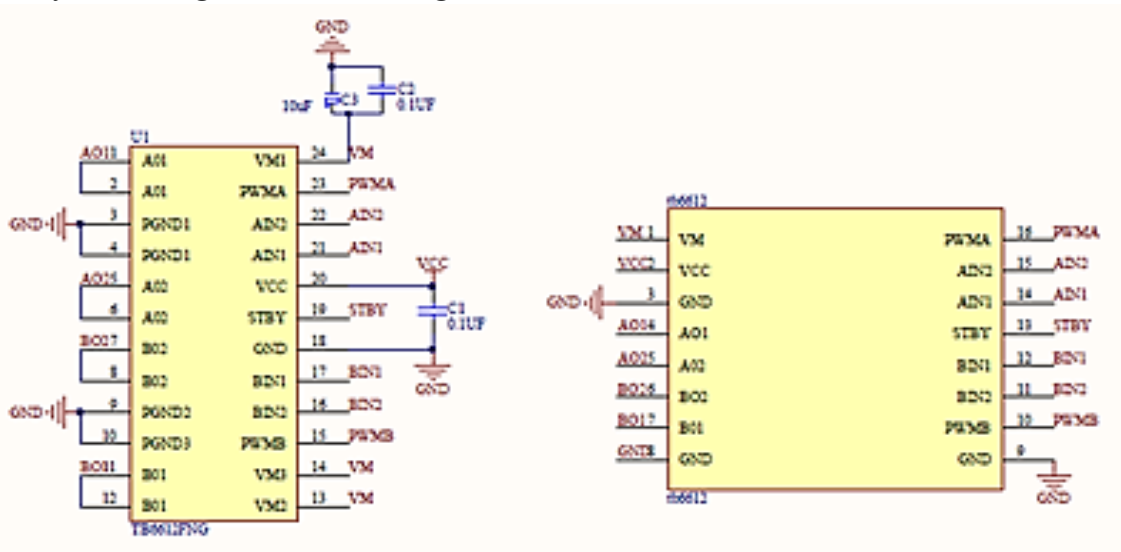 GND
C2
10uF C3 0.1UF
U1
AO11 A01 VM1 24 VM
2 A01 PWMA 23 PWMA
GND 3 PGND1 AIN2 22 AIN2
4 PGND1 AIN1 21 AIN1
VCC
AO25 A02 VCC 20
6 A02 STBY 19 STBY
C1
0.1UF
BO27 B02 GND 18
8 B02 BIN1 17 BIN1
GND
GND 9 PGND2 BIN2 16 BIN2
10 PGND3 PWMB 15 PWMB
BO11 B01 VM3 14 VM
12 B01 VM2 13 VM
TB6612FNG
tb6612
VM 1 VM PWMA 16 PWMA
VCC2 VCC AIN2 15 AIN2
GND 3 GND AIN1 14 AIN1
AO14 AO1 STBY 13 STBY
AO25 A02 BIN1 12 BIN1
BO26 BO2 BIN2 11 BIN2
BO17 B01 PWMB 10 PWMB
GND8 GND GND 9
GND
tb6612